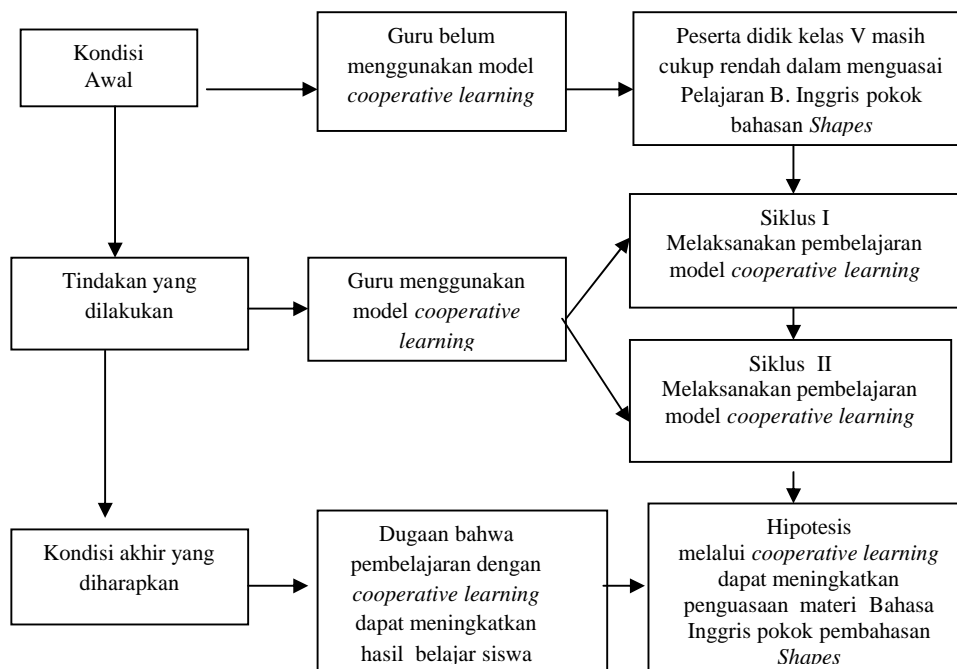 Kondisi
Awal
Guru belum
menggunakan model
cooperative learning
Peserta didik kelas V masih
cukup rendah dalam menguasai
Pelajaran B. Inggris pokok
bahasan Shapes
Siklus I
Melaksanakan pembelajaran
model cooperative learning
Tindakan yang
dilakukan
Guru menggunakan
model cooperative
learning
Siklus II
Melaksanakan pembelajaran
model cooperative learning
Kondisi akhir yang
diharapkan
Dugaan bahwa
pembelajaran dengan
cooperative learning
dapat meningkatkan
hasil belajar siswa
Hipotesis
melalui cooperative learning
dapat meningkatkan
penguasaan materi Bahasa
Inggris pokok pembahasan
Shapes